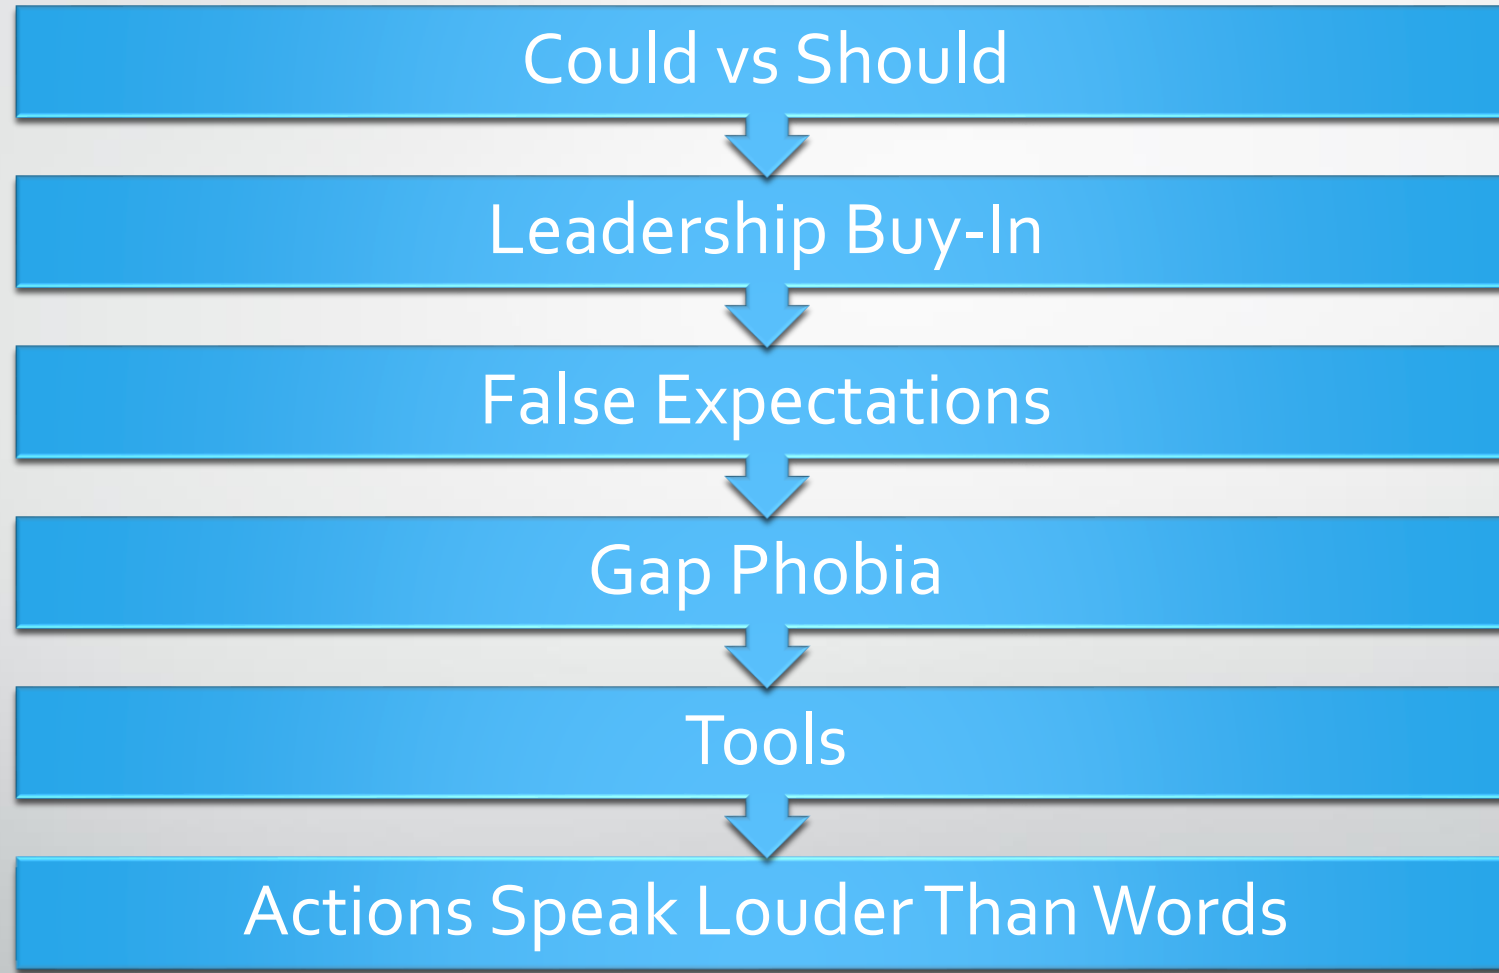 Could vs Should
Leadership Buy-In
False Expectations
Gap Phobia
Tools
Actions Speak Louder Than Words